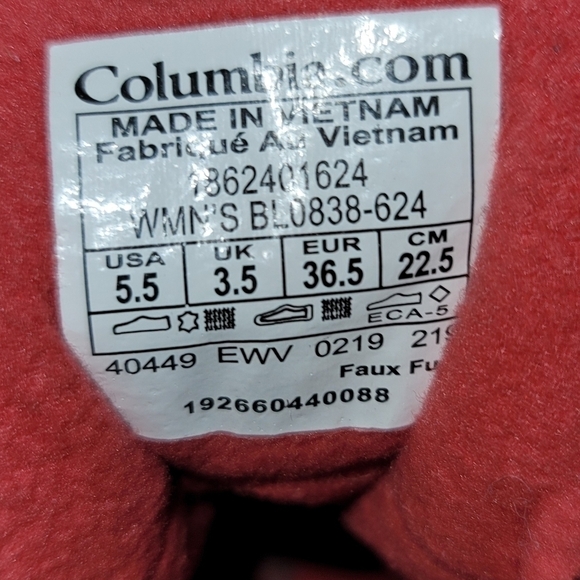 Columbia.com
MADE IN VIETNAM
Fabriqué Au Vietnam
1862401624
WMN'S BL0838-624
USA UK EUR CM
5.5 3.5 36.5 22.5
ECA-5
40449 EWV 0219
Faux
192660440088